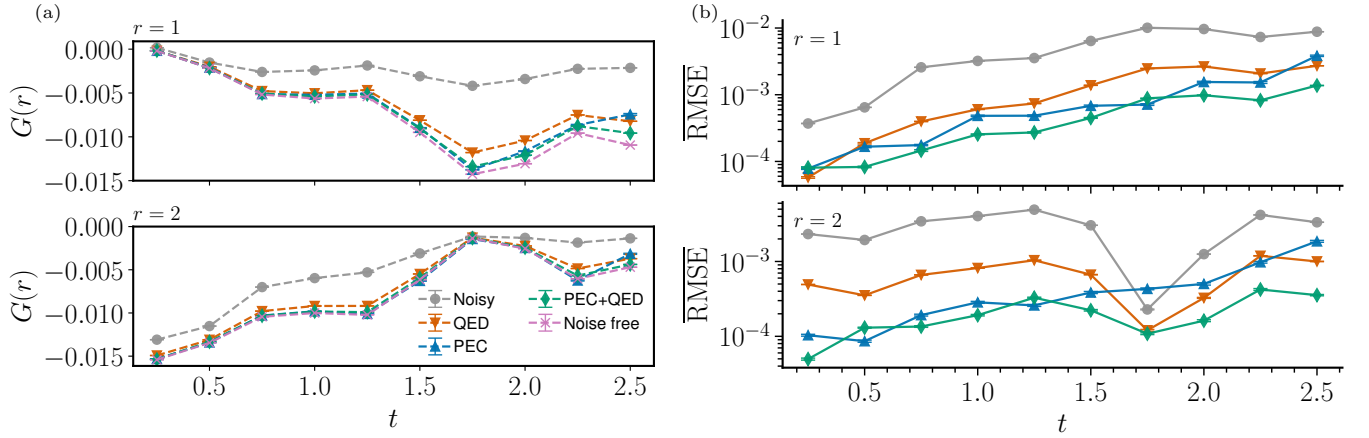 (a)
r = 1
0.000
−0.005
−0.010
−0.015
G(r)
r = 2
0.000
−0.005
−0.010
−0.015
G(r)
Noisy
QED
PEC
PEC+QED
Noise free
0.5 1.0 1.5 2.0 2.5
t
(b)
r = 1
10⁻²
10⁻³
10⁻⁴
RMSE
r = 2
10⁻³
10⁻⁴
RMSE
0.5 1.0 1.5 2.0 2.5
t